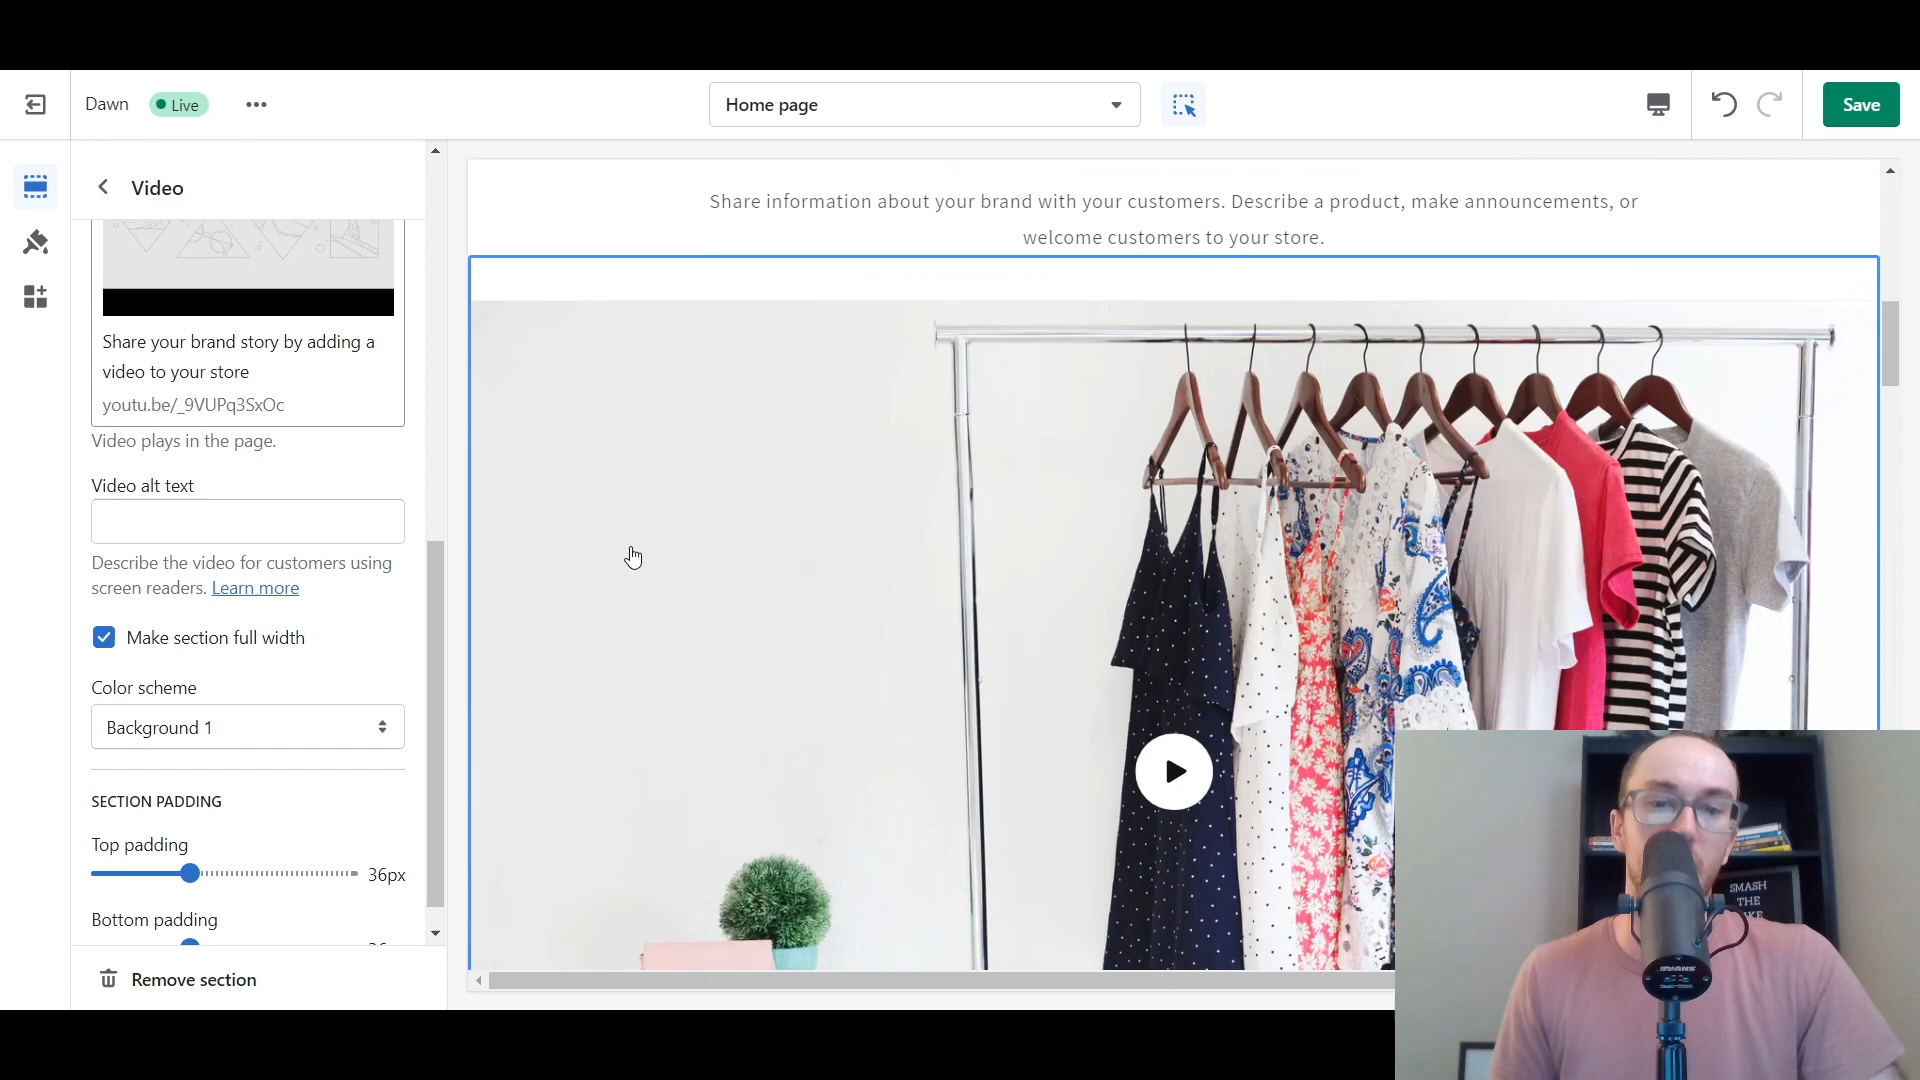 Dawn
Live
Home page
Save
Video
Share your brand story by adding a
video to your store
youtu.be/_9VUPq3SxOc
Video plays in the page.
Video alt text
Describe the video for customers using
screen readers. Learn more
Make section full width
Color scheme
Background 1
SECTION PADDING
Top padding
36px
Bottom padding
Remove section
Share information about your brand with your customers. Describe a product, make announcements, or
welcome customers to your store.
SMASH
THE
SHURE